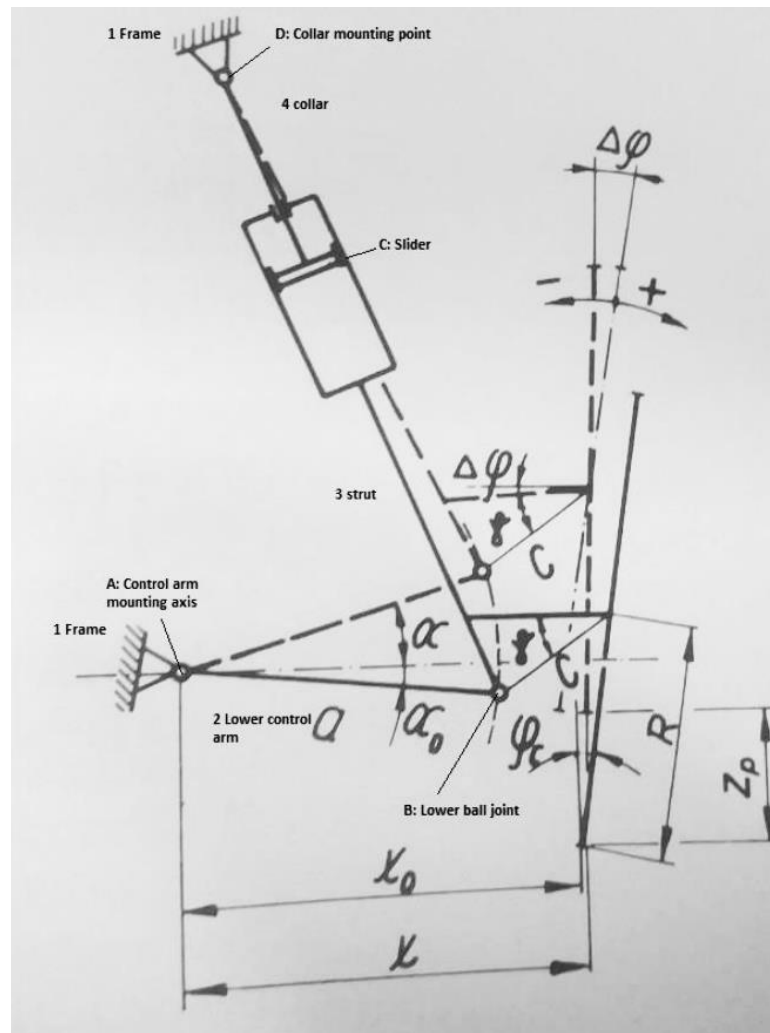 1 Frame
D: Collar mounting point
4 collar
Δφ
C: Slider
- +
Δφ
3 strut
γ
C
A: Control arm
mounting axis
1 Frame
α
γ
C
2 Lower control
arm
a
α₀
φc
R
Zp
B: Lower ball joint
X₀
X